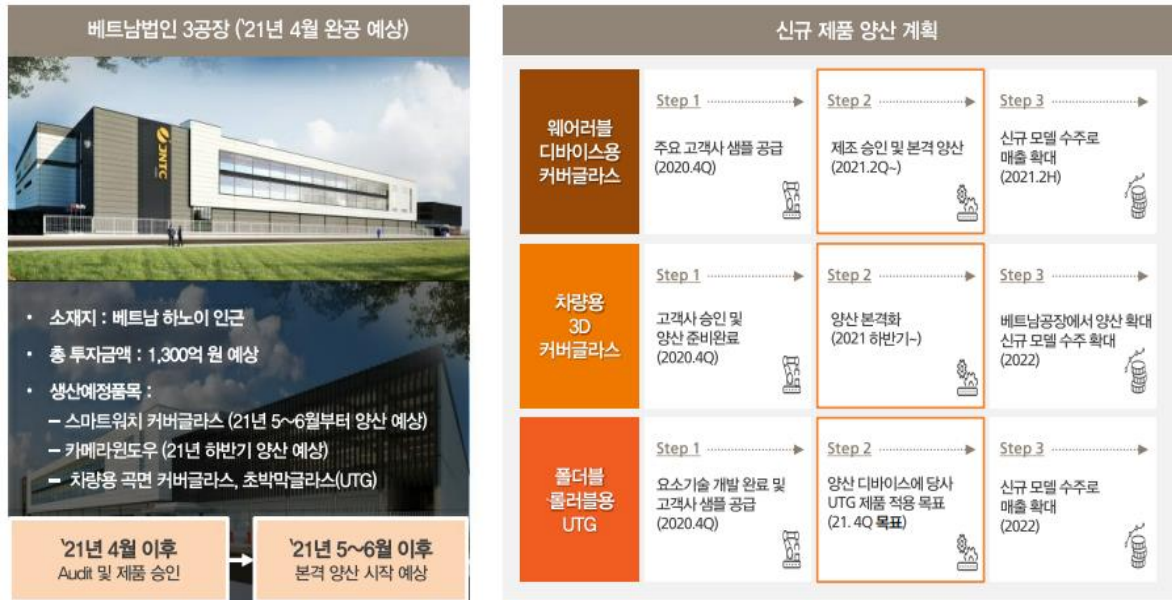 베트남법인 3공장 ('21년 4월 완공 예상)
JNTC
• 소재지 : 베트남 하노이 인근
• 총 투자금액 : 1,300억 원 예상
• 생산예정품목 :
– 스마트워치 커버글라스 (21년 5~6월부터 양산 예상)
– 카메라윈도우 (21년 하반기 양산 예상)
– 차량용 곡면 커버글라스, 초박막글라스(UTG)
'21년 4월 이후
Audit 및 제품 승인
'21년 5~6월 이후
본격 양산 시작 예상
신규 제품 양산 계획
웨어러블
디바이스용
커버글라스
Step 1
주요 고객사 샘플 공급
(2020.4Q)
Step 2
제조 승인 및 본격 양산
(2021.2Q~)
Step 3
신규 모델 수주로
매출 확대
(2021.2H)
차량용
3D
커버글라스
Step 1
고객사 승인 및
양산 준비완료
(2020.4Q)
Step 2
양산 본격화
(2021 하반기~)
Step 3
베트남공장에서 양산 확대
신규 모델 수주 확대
(2022)
폴더블
롤러블용
UTG
Step 1
요소기술 개발 완료 및
고객사 샘플 공급
(2020.4Q)
Step 2
양산 디바이스에 당사
UTG 제품 적용 목표
(21. 4Q 목표)
Step 3
신규 모델 수주로
매출 확대
(2022)